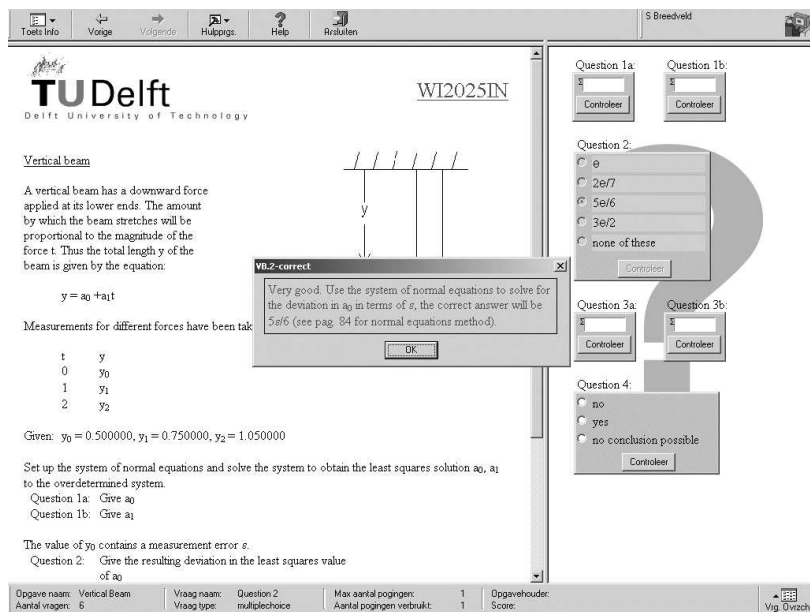 Toets Info
Vorige
Volgende
Hulpprgs.
Help
Afsluiten
S Breedveld
TU Delft
Delft University of Technology
WI2025IN
Vertical beam
A vertical beam has a downward force
applied at its lower ends. The amount
by which the beam stretches will be
proportional to the magnitude of the
force t. Thus the total length y of the
beam is given by the equation:
y = a0 +a1t
Measurements for different forces have been tak
t y
0 y0
1 y1
2 y2
Given: y0 = 0.500000, y1 = 0.750000, y2 = 1.050000
Set up the system of normal equations and solve the system to obtain the least squares solution a0, a1
to the overdetermined system.
Question 1a: Give a0
Question 1b: Give a1
The value of y0 contains a measurement error s.
Question 2: Give the resulting deviation in the least squares value
of a0
y
VB.2-correct
Very good. Use the system of normal equations to solve for
the deviation in a0 in terms of s, the correct answer will be
5s/6 (see pag. 84 for normal equations method).
OK
Question 1a:
Σ
Controleer
Question 1b:
Σ
Controleer
Question 2:
e
2e/7
5e/6
3e/2
none of these
Controleer
Question 3a:
Σ
Controleer
Question 3b:
Σ
Controleer
Question 4:
no
yes
no conclusion possible
Controleer
Opgave naam: Vertical Beam Vraag naam: Question 2 Max aantal pogingen: 1 Opgavehouder:
Aantal vragen: 6 Vraag type: multiplechoice Aantal pogingen verbruikt: 1 Score:
Vrg. Ovrzch